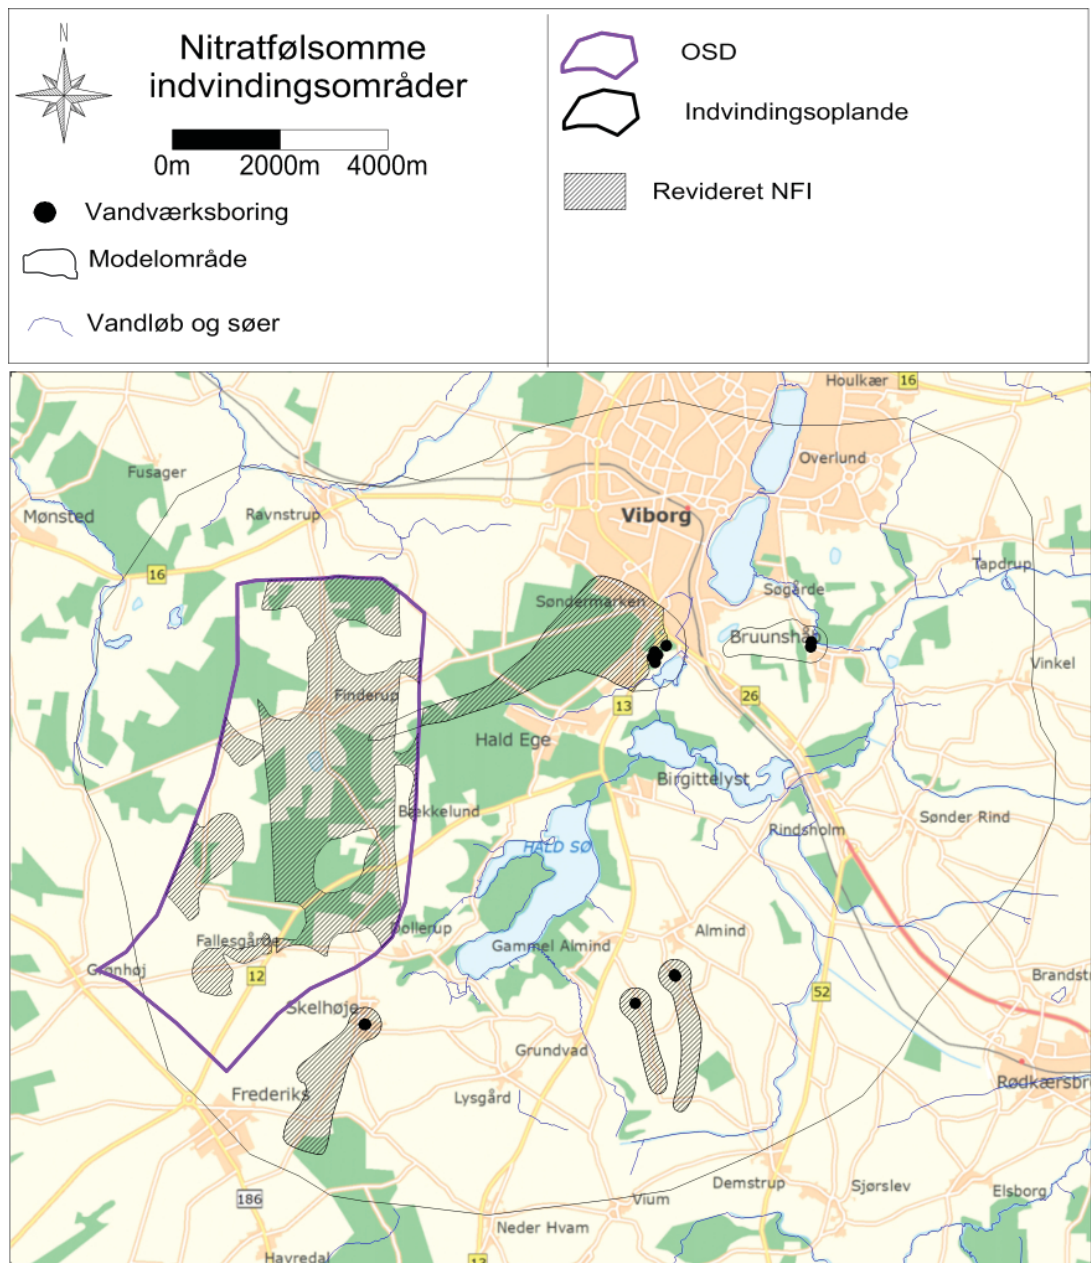 N
Nitratfølsomme
indvindingsområder
0m 2000m 4000m
Vandværksboring
Modelområde
Vandløb og søer
OSD
Indvindingsoplande
Revideret NFI
Houlkær
16
Fusager
Overlund
Mønsted
Ravnstrup
Viborg
16
Tapdrup
Søndermarken
Søgårde
Bruunshåb
Vinkel
Finderup
13
26
Hald Ege
Birgittelyst
Bækkelund
Sønder Rind
Rindsholm
HALD SØ
Fallesgårde
Dollerup
Gammel Almind
Almind
Grønhøj
12
Brandstr
52
Skelhøje
Grundvad
Frederiks
Lysgård
Rødkærsbr
186
Demstrup
Sjørslev
Elsborg
Vium
Neder Hvam
Havredal
13